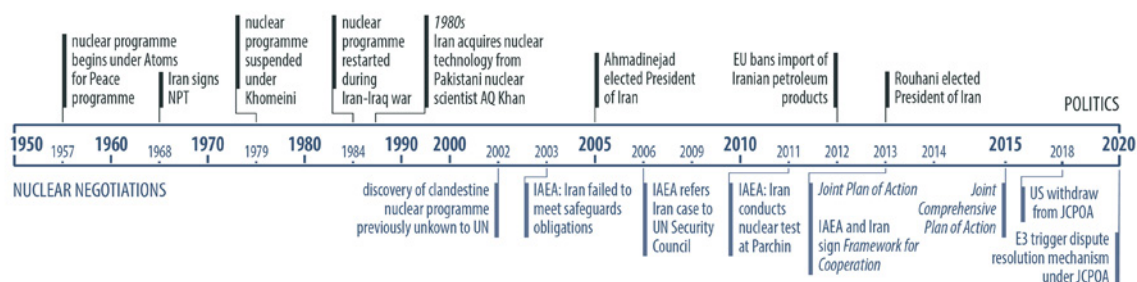 nuclear programme
begins under Atoms
for Peace
programme
Iran signs
NPT
nuclear
programme
suspended
under
Khomeini
nuclear
programme
restarted
during
Iran-Iraq war
1980s
Iran acquires nuclear
technology from
Pakistani nuclear
scientist AQ Khan
Ahmadinejad
elected President
of Iran
EU bans import of
Iranian petroleum
products
Rouhani elected
President of Iran
POLITICS
1950 1957 1960 1968 1970 1979 1980 1984 1990 2000 2002 2003 2005 2006 2009 2010 2011 2012 2013 2014 2015 2018 2020
NUCLEAR NEGOTIATIONS
discovery of clandestine
nuclear programme
previously unkown to UN
IAEA: Iran failed to
meet safeguards
obligations
IAEA refers
Iran case to
UN Security
Council
IAEA: Iran
conducts
nuclear test
at Parchin
Joint Plan of Action
IAEA and Iran
sign Framework for
Cooperation
Joint
Comprehensive
Plan of Action
US withdraw
from JCPOA
E3 trigger dispute
resolution mechanism
under JCPOA